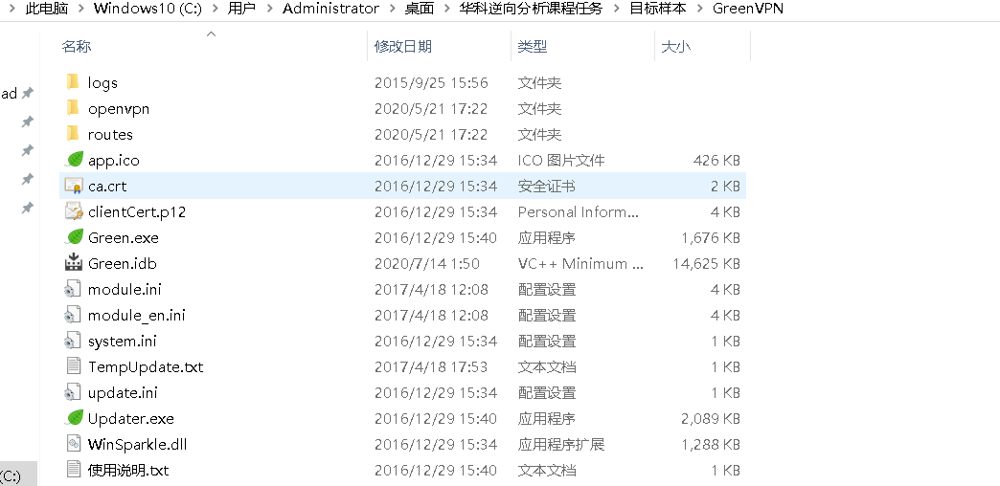 此电脑 > Windows10 (C:) > 用户 > Administrator > 桌面 > 华科逆向分析课程任务 > 目标样本 > GreenVPN
名称 修改日期 类型 大小
logs 2015/9/25 15:56 文件夹
ad
openvpn 2020/5/21 17:22 文件夹
routes 2020/5/21 17:22 文件夹
app.ico 2016/12/29 15:34 ICO 图片文件 426 KB
ca.crt 2016/12/29 15:34 安全证书 2 KB
clientCert.p12 2016/12/29 15:34 Personal Inform... 4 KB
Green.exe 2016/12/29 15:40 应用程序 1,676 KB
Green.idb 2020/7/14 1:50 VC++ Minimum ... 14,625 KB
module.ini 2017/4/18 12:08 配置设置 4 KB
module_en.ini 2017/4/18 12:08 配置设置 4 KB
system.ini 2016/12/29 15:34 配置设置 1 KB
TempUpdate.txt 2017/4/18 17:53 文本文档 1 KB
update.ini 2016/12/29 15:34 配置设置 1 KB
Updater.exe 2016/12/29 15:40 应用程序 2,089 KB
WinSparkle.dll 2016/12/29 15:34 应用程序扩展 1,288 KB
使用说明.txt 2016/12/29 15:40 文本文档 1 KB
(C:)